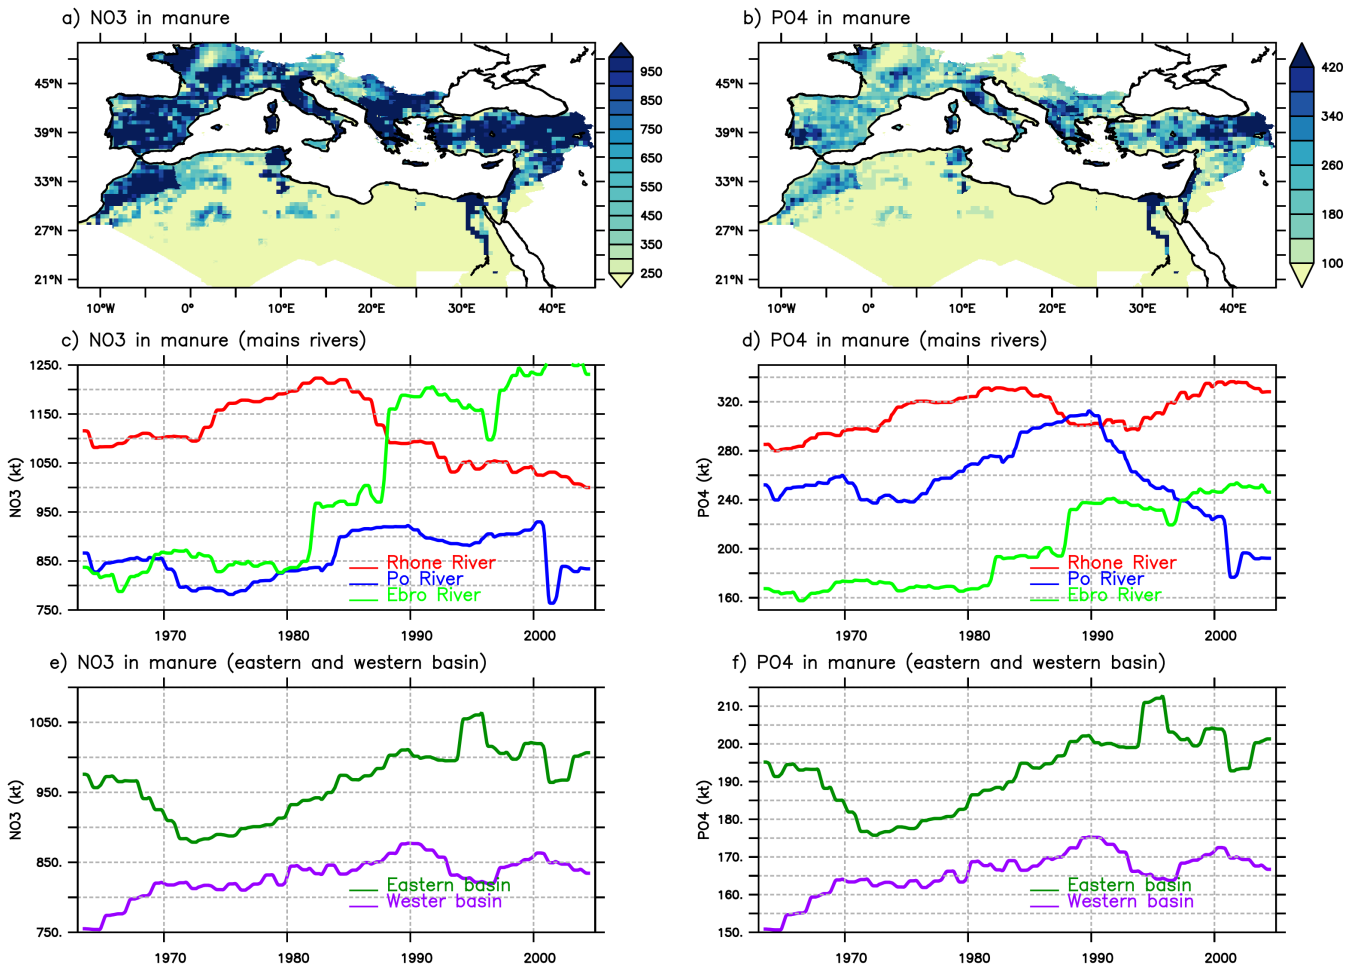 a) NO3 in manure
b) PO4 in manure
45°N
39°N
33°N
27°N
21°N
10°W 0° 10°E 20°E 30°E 40°E
950
850
750
650
550
450
350
250
45°N
39°N
33°N
27°N
21°N
10°W 0° 10°E 20°E 30°E 40°E
420
340
260
180
100
c) NO3 in manure (mains rivers)
1250.
1150.
1050.
950.
850.
750.
NO3 (kt)
Rhone River
Po River
Ebro River
1970 1980 1990 2000
d) PO4 in manure (mains rivers)
320.
280.
240.
200.
160.
PO4 (kt)
Rhone River
Po River
Ebro River
1970 1980 1990 2000
e) NO3 in manure (eastern and western basin)
1050.
950.
850.
750.
NO3 (kt)
Eastern basin
Wester basin
1970 1980 1990 2000
f) PO4 in manure (eastern and western basin)
210.
200.
190.
180.
170.
160.
150.
PO4 (kt)
Eastern basin
Western basin
1970 1980 1990 2000